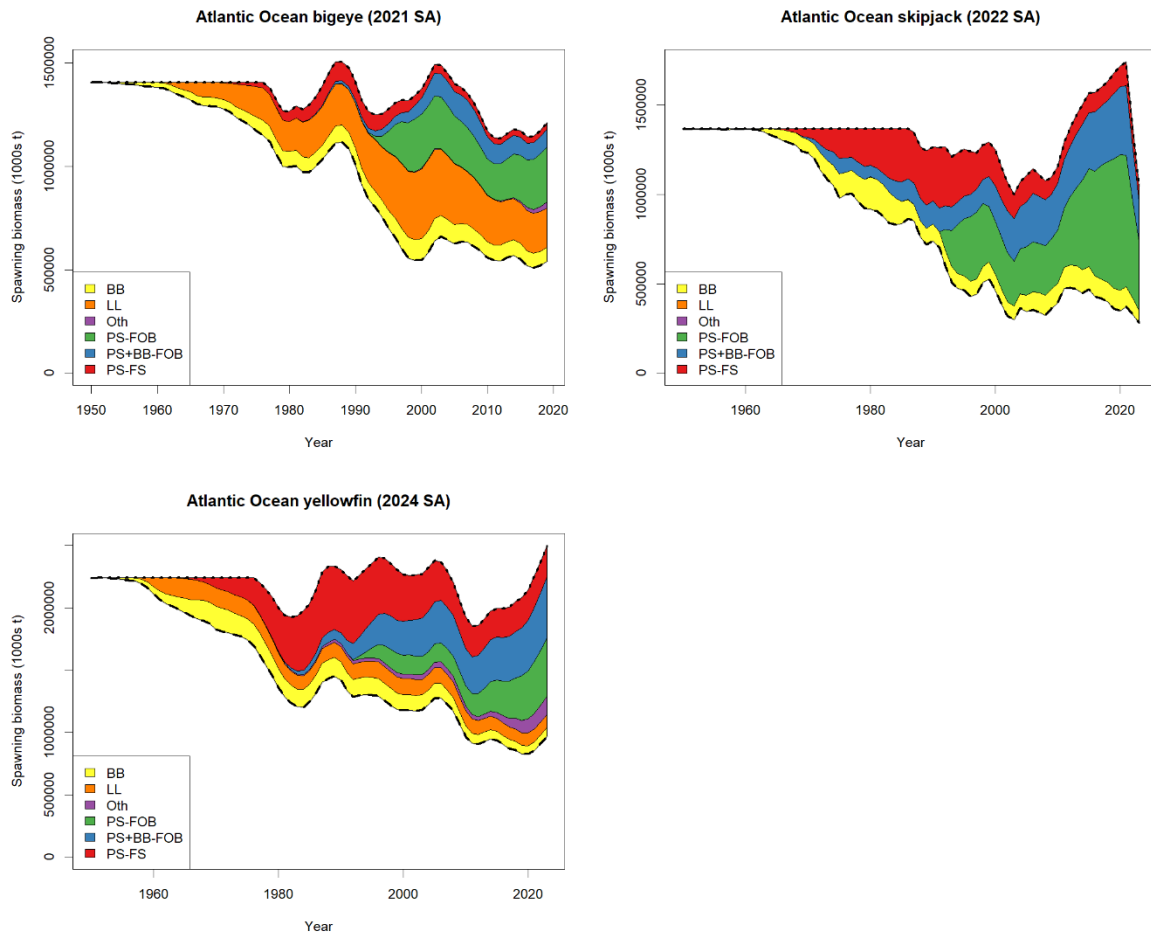 Atlantic Ocean bigeye (2021 SA)
Spawning biomass (1000s t)
1500000
1000000
500000
0
BB
LL
Oth
PS-FOB
PS+BB-FOB
PS-FS
1950 1960 1970 1980 1990 2000 2010 2020
Year
Atlantic Ocean skipjack (2022 SA)
Spawning biomass (1000s t)
1500000
1000000
500000
0
BB
LL
Oth
PS-FOB
PS+BB-FOB
PS-FS
1960 1980 2000 2020
Year
Atlantic Ocean yellowfin (2024 SA)
Spawning biomass (1000s t)
2000000
1000000
500000
0
BB
LL
Oth
PS-FOB
PS+BB-FOB
PS-FS
1960 1980 2000 2020
Year